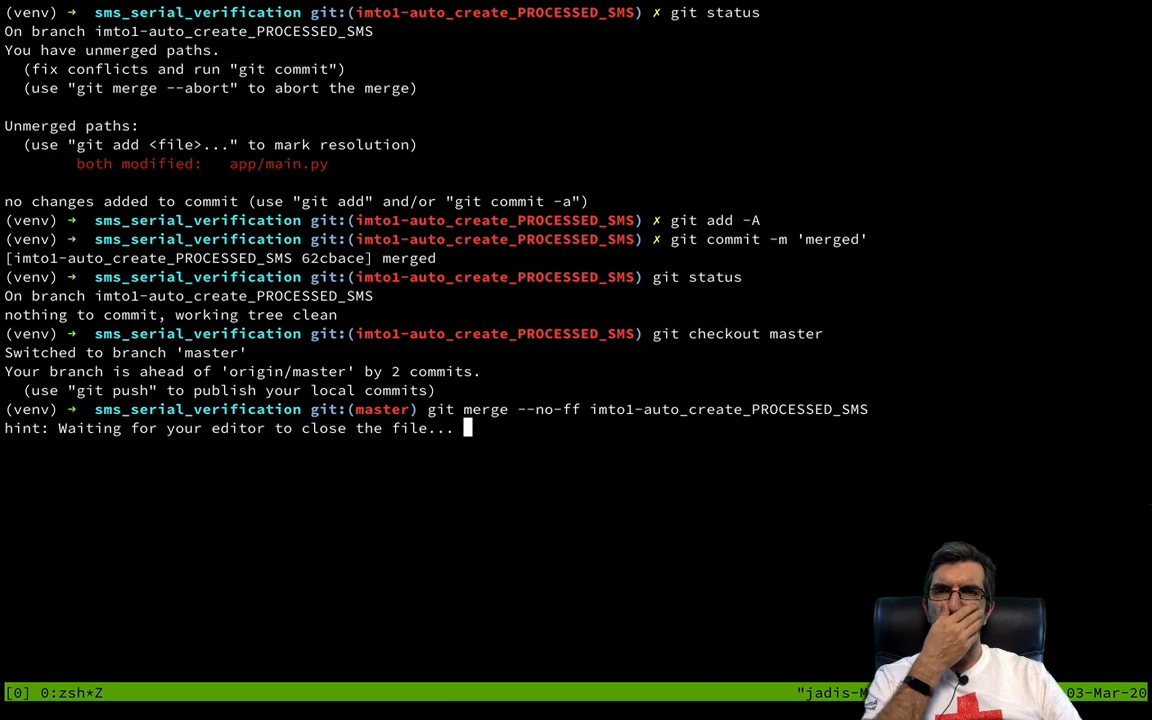 (venv) → sms_serial_verification git:(imto1-auto_create_PROCESSED_SMS) ✗ git status
On branch imto1-auto_create_PROCESSED_SMS
You have unmerged paths.
(fix conflicts and run "git commit")
(use "git merge --abort" to abort the merge)
Unmerged paths:
(use "git add <file>..." to mark resolution)
both modified: app/main.py
no changes added to commit (use "git add" and/or "git commit -a")
(venv) → sms_serial_verification git:(imto1-auto_create_PROCESSED_SMS) ✗ git add -A
(venv) → sms_serial_verification git:(imto1-auto_create_PROCESSED_SMS) ✗ git commit -m 'merged'
[imto1-auto_create_PROCESSED_SMS 62cbace] merged
(venv) → sms_serial_verification git:(imto1-auto_create_PROCESSED_SMS) git status
On branch imto1-auto_create_PROCESSED_SMS
nothing to commit, working tree clean
(venv) → sms_serial_verification git:(imto1-auto_create_PROCESSED_SMS) git checkout master
Switched to branch 'master'
Your branch is ahead of 'origin/master' by 2 commits.
(use "git push" to publish your local commits)
(venv) → sms_serial_verification git:(master) git merge --no-ff imto1-auto_create_PROCESSED_SMS
hint: Waiting for your editor to close the file...
[0] 0:zsh*Z "jadis-M 03-Mar-20